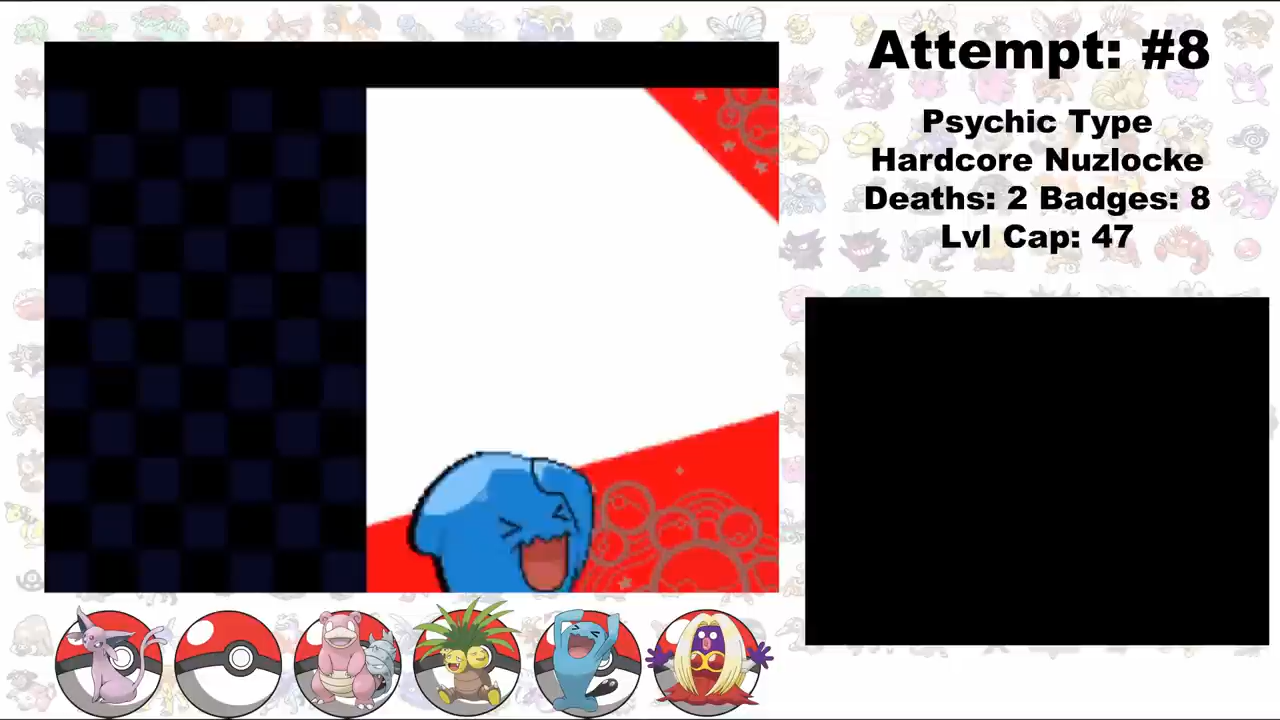 Attempt: #8
Psychic Type
Hardcore Nuzlocke
Deaths: 2 Badges: 8
Lvl Cap: 47